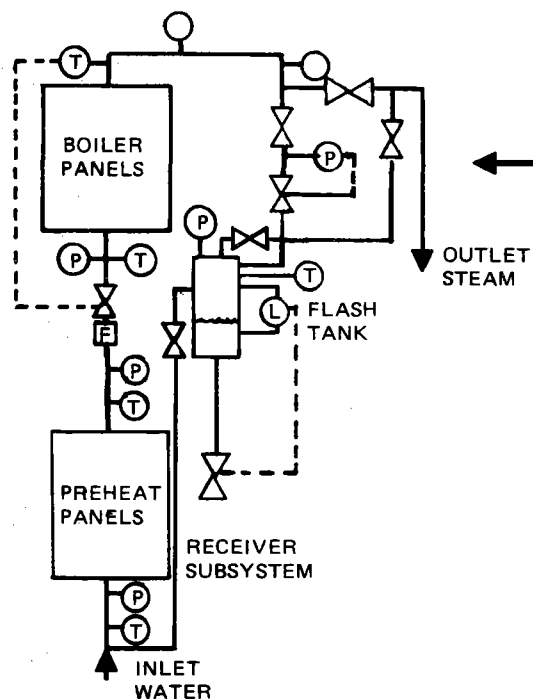 T
BOILER
PANELS
P
P
T
P
OUTLET
STEAM
T
L
FLASH
TANK
F
P
T
PREHEAT
PANELS
RECEIVER
SUBSYSTEM
P
T
INLET
WATER